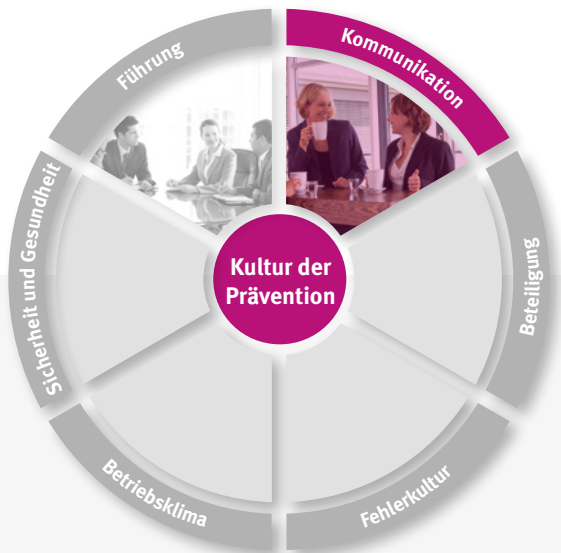 Führung
Kommunikation
Sicherheit und Gesundheit
Kultur der
Prävention
Beteiligung
Betriebsklima
Fehlerkultur